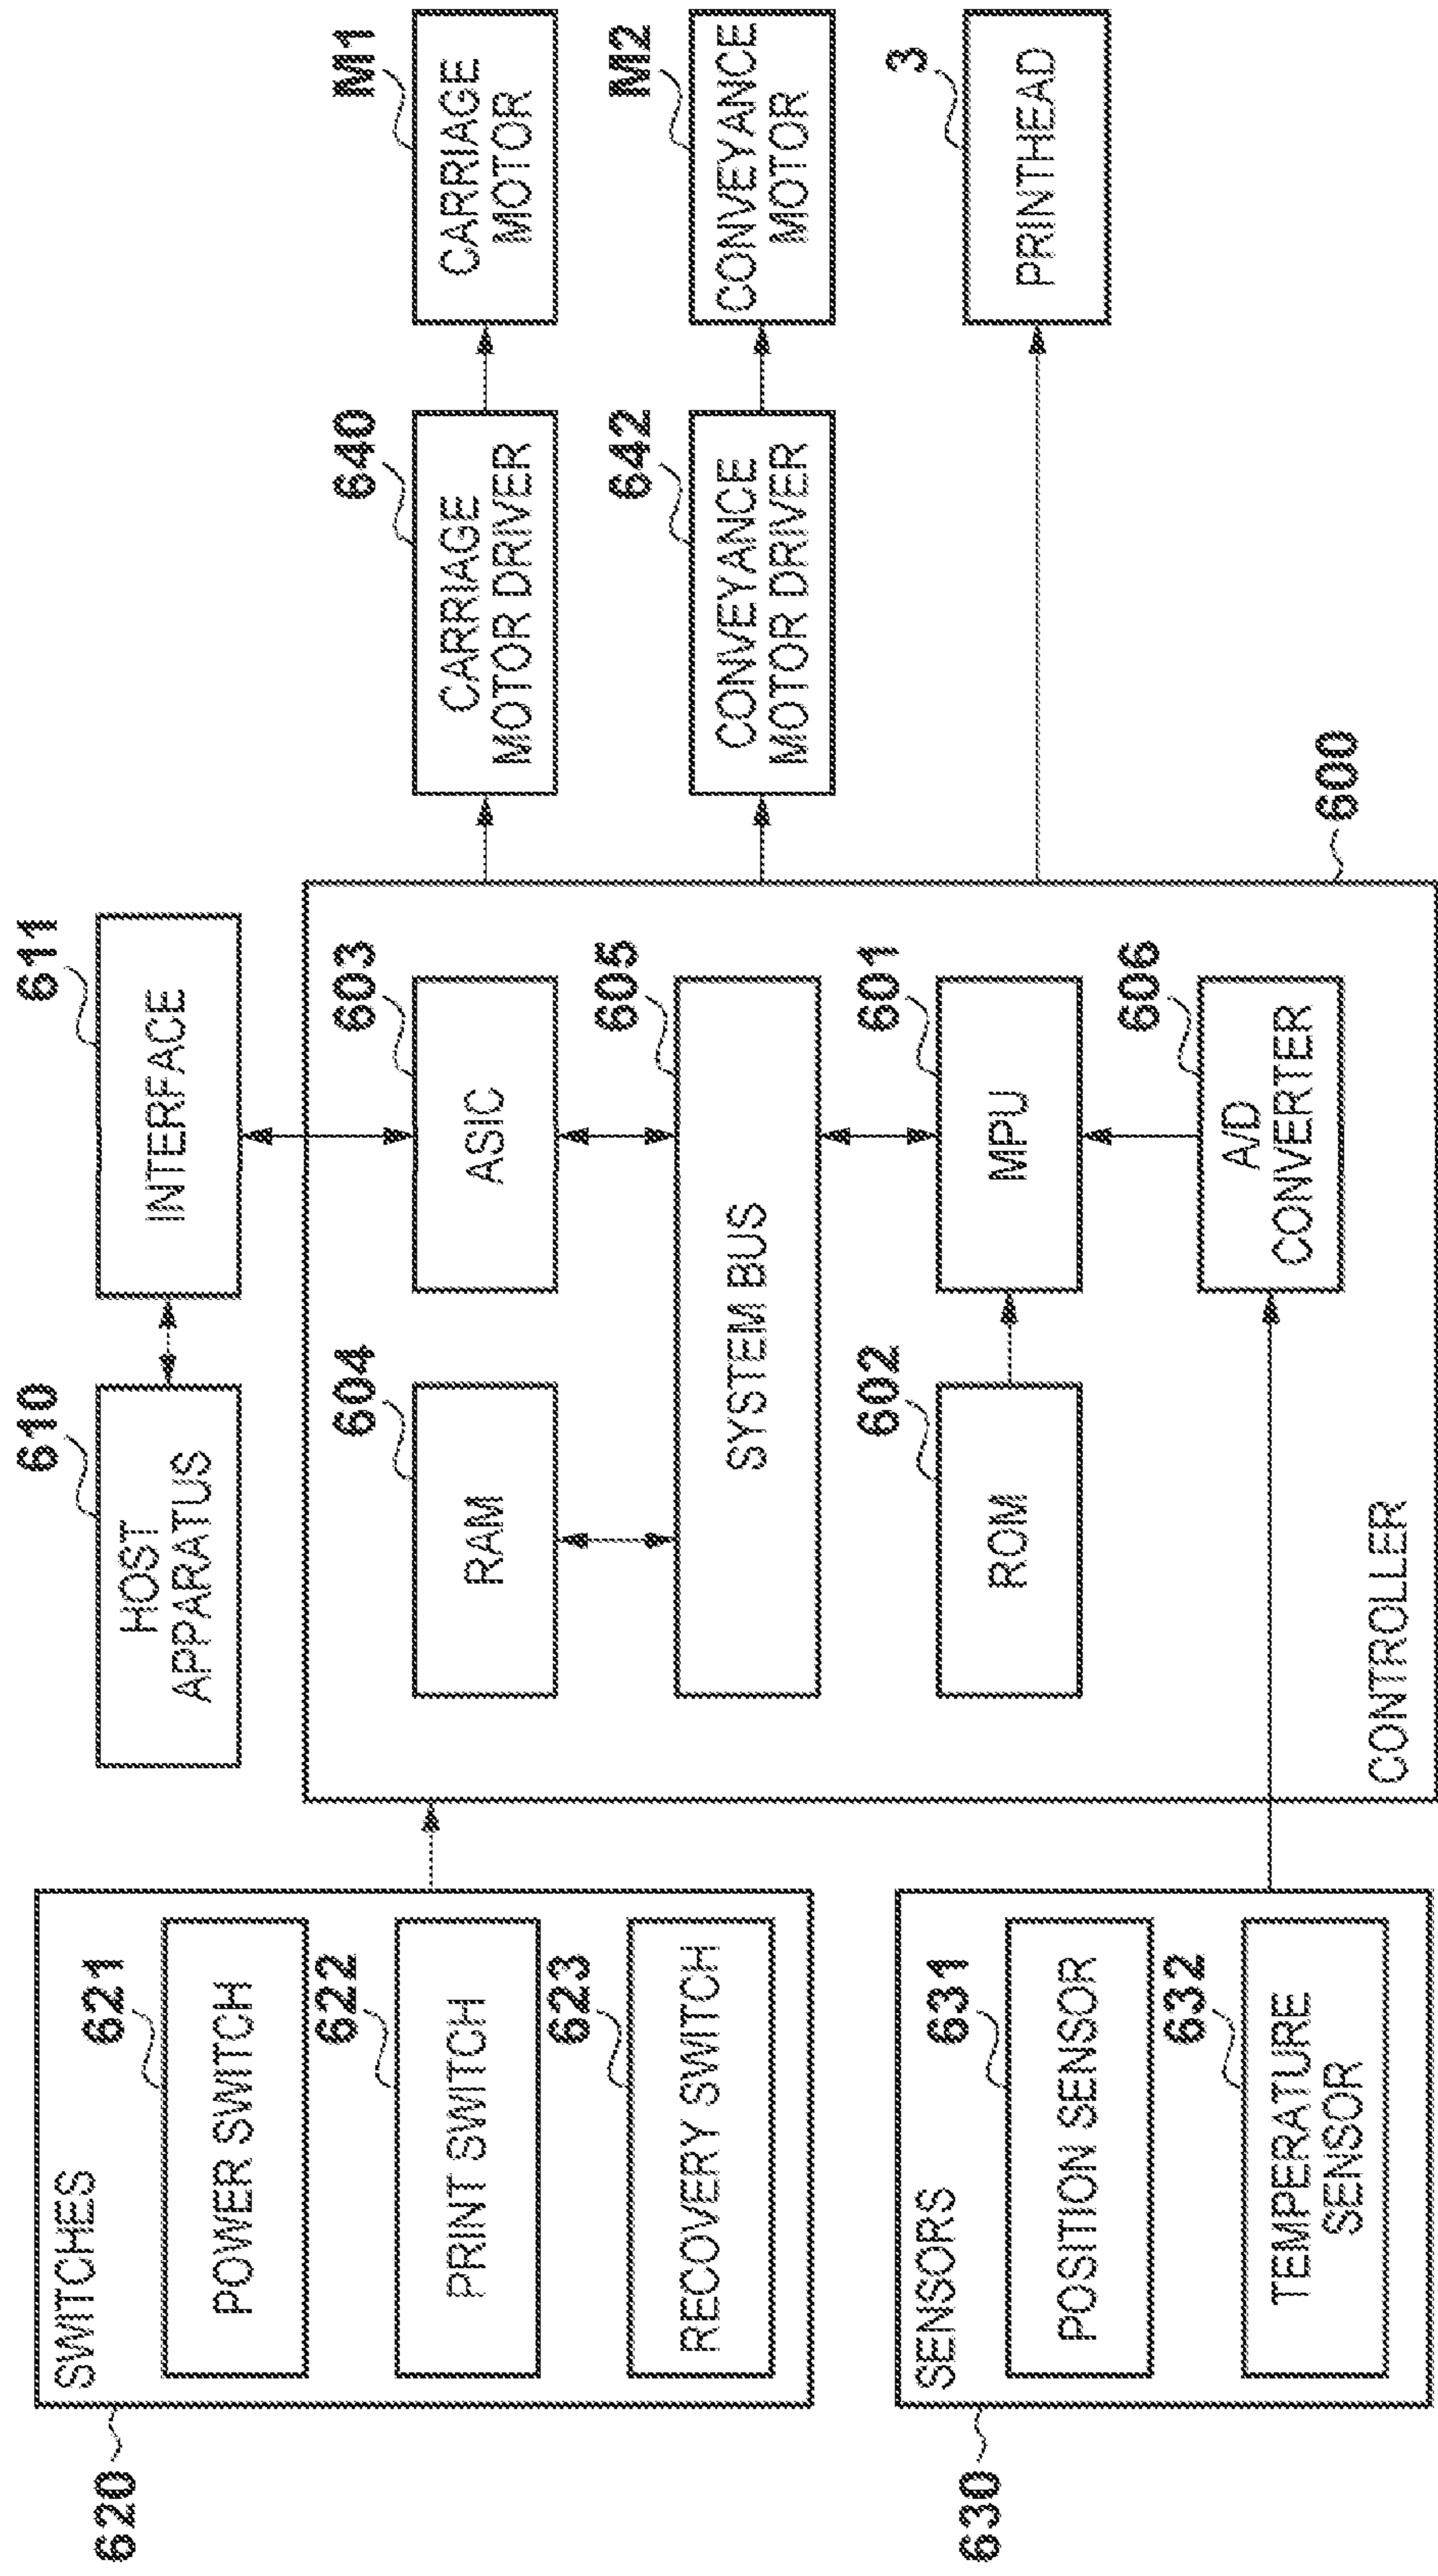 620
SWITCHES
621
POWER SWITCH
622
PRINT SWITCH
623
RECOVERY SWITCH
630
SENSORS
631
POSITION SENSOR
632
TEMPERATURE
SENSOR
610
HOST
APPARATUS
611
INTERFACE
604
RAM
603
ASIC
605
SYSTEM BUS
602
ROM
601
MPU
606
A/D
CONVERTER
CONTROLLER
600
640
CARRIAGE
MOTOR DRIVER
M1
CARRIAGE
MOTOR
642
CONVEYANCE
MOTOR DRIVER
M2
CONVEYANCE
MOTOR
3
PRINTHEAD